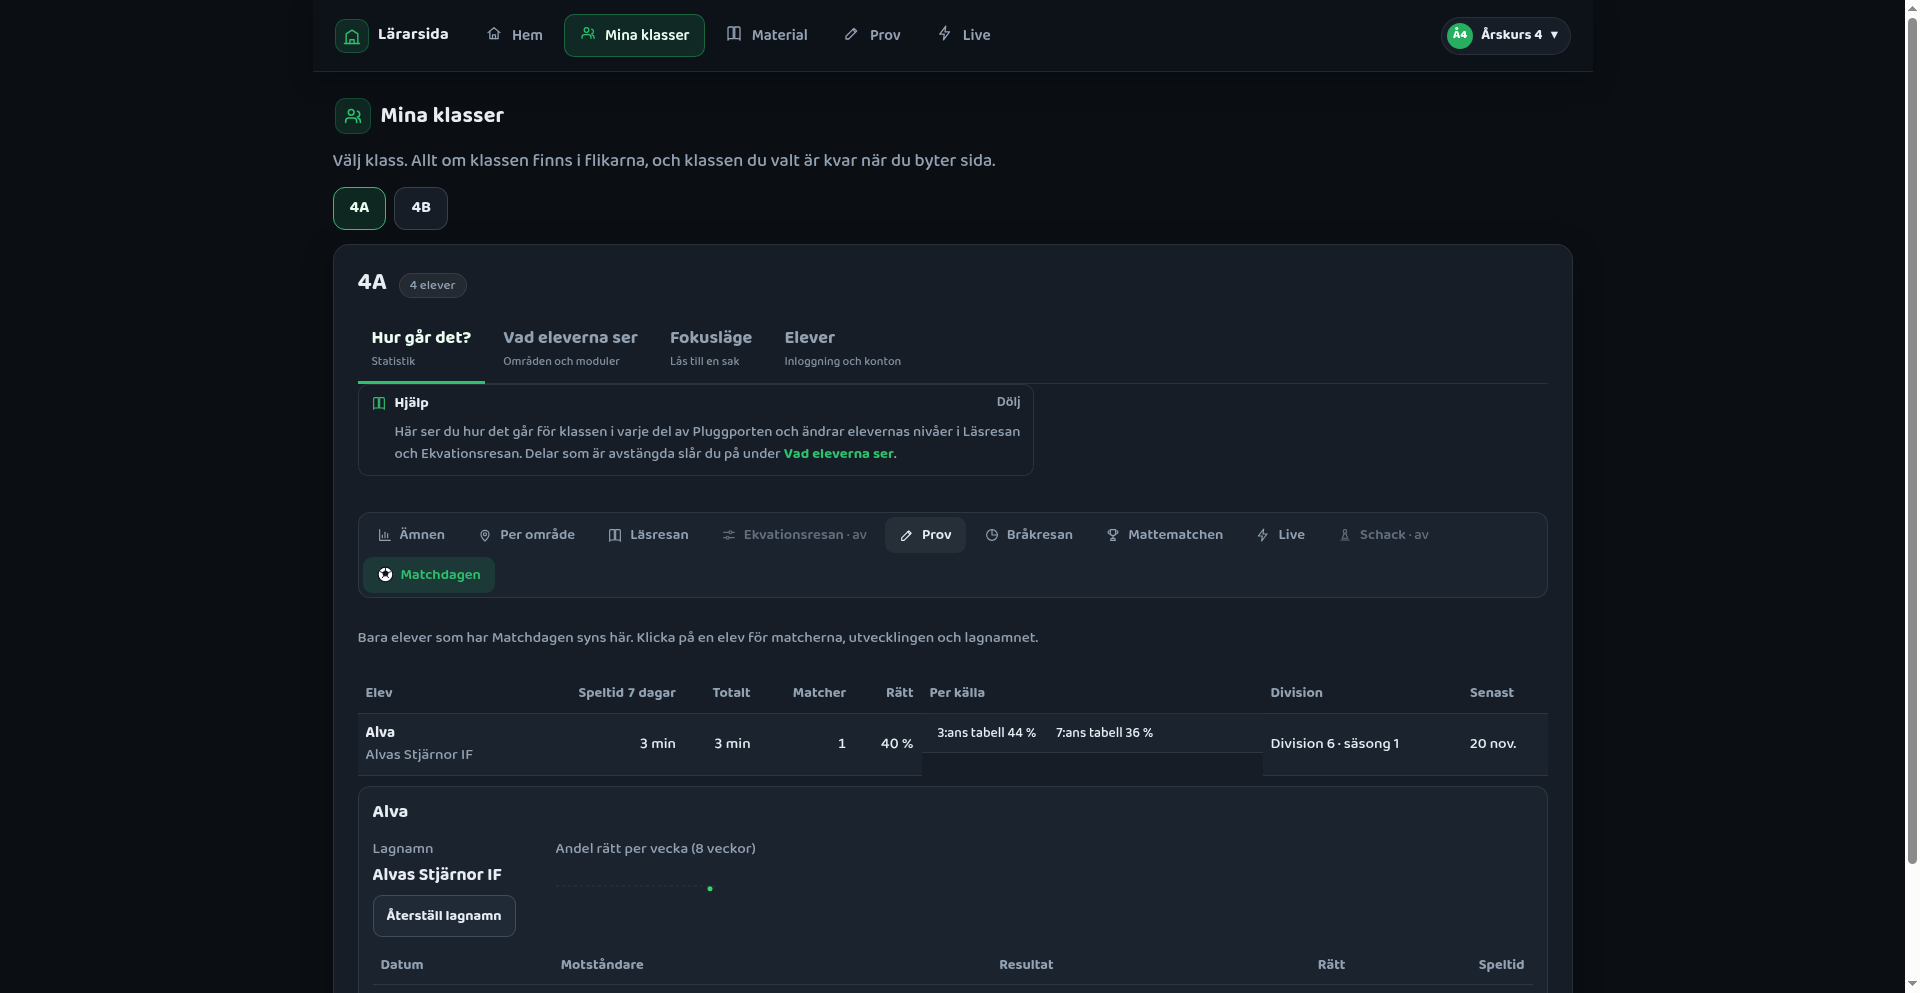 Lärarsida
Hem
Mina klasser
Material
Prov
Live
Å4 Årskurs 4 ▼
Mina klasser
Välj klass. Allt om klassen finns i flikarna, och klassen du valt är kvar när du byter sida.
4A
4B
4A 4 elever
Hur går det?
Statistik
Vad eleverna ser
Områden och moduler
Fokusläge
Lås till en sak
Elever
Inloggning och konton
Hjälp
Dölj
Här ser du hur det går för klassen i varje del av Pluggporten och ändrar elevernas nivåer i Läsresan
och Ekvationsresan. Delar som är avstängda slår du på under Vad eleverna ser.
Ämnen
Per område
Läsresan
Ekvationsresan · av
Prov
Bråkresan
Mattematchen
Live
Schack · av
Matchdagen
Bara elever som har Matchdagen syns här. Klicka på en elev för matcherna, utvecklingen och lagnamnet.
Elev Speltid 7 dagar Totalt Matcher Rätt Per källa Division Senast
Alva
Alvas Stjärnor IF
3 min 3 min 1 40 % 3:ans tabell 44 % 7:ans tabell 36 % Division 6 · säsong 1 20 nov.
Alva
Lagnamn
Alvas Stjärnor IF
Återställ lagnamn
Andel rätt per vecka (8 veckor)
Datum Motståndare Resultat Rätt Speltid